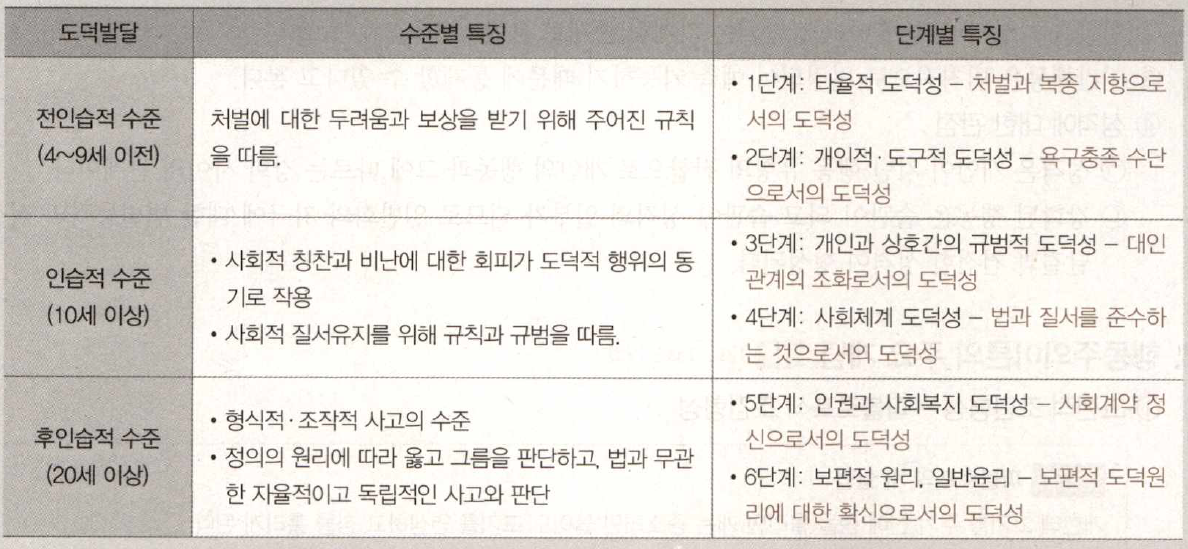 도덕발달
수준별 특징
단계별 특징
전인습적 수준
(4~9세 이전)
처벌에 대한 두려움과 보상을 받기 위해 주어진 규칙
을 따름.
• 1단계: 타율적 도덕성 – 처벌과 복종 지향으로
서의 도덕성
• 2단계: 개인적·도구적 도덕성 – 욕구충족 수단
으로서의 도덕성
인습적 수준
(10세 이상)
• 사회적 칭찬과 비난에 대한 회피가 도덕적 행위의 동
기로 작용
• 사회적 질서유지를 위해 규칙과 규범을 따름.
• 3단계: 개인과 상호간의 규범적 도덕성 – 대인
관계의 조화로서의 도덕성
• 4단계: 사회체계 도덕성 – 법과 질서를 준수하
는 것으로서의 도덕성
후인습적 수준
(20세 이상)
• 형식적·조작적 사고의 수준
• 정의의 원리에 따라 옳고 그름을 판단하고, 법과 무관
한 자율적이고 독립적인 사고와 판단
• 5단계: 인권과 사회복지 도덕성 – 사회계약 정
신으로서의 도덕성
• 6단계: 보편적 원리, 일반윤리 – 보편적 도덕원
리에 대한 확신으로서의 도덕성